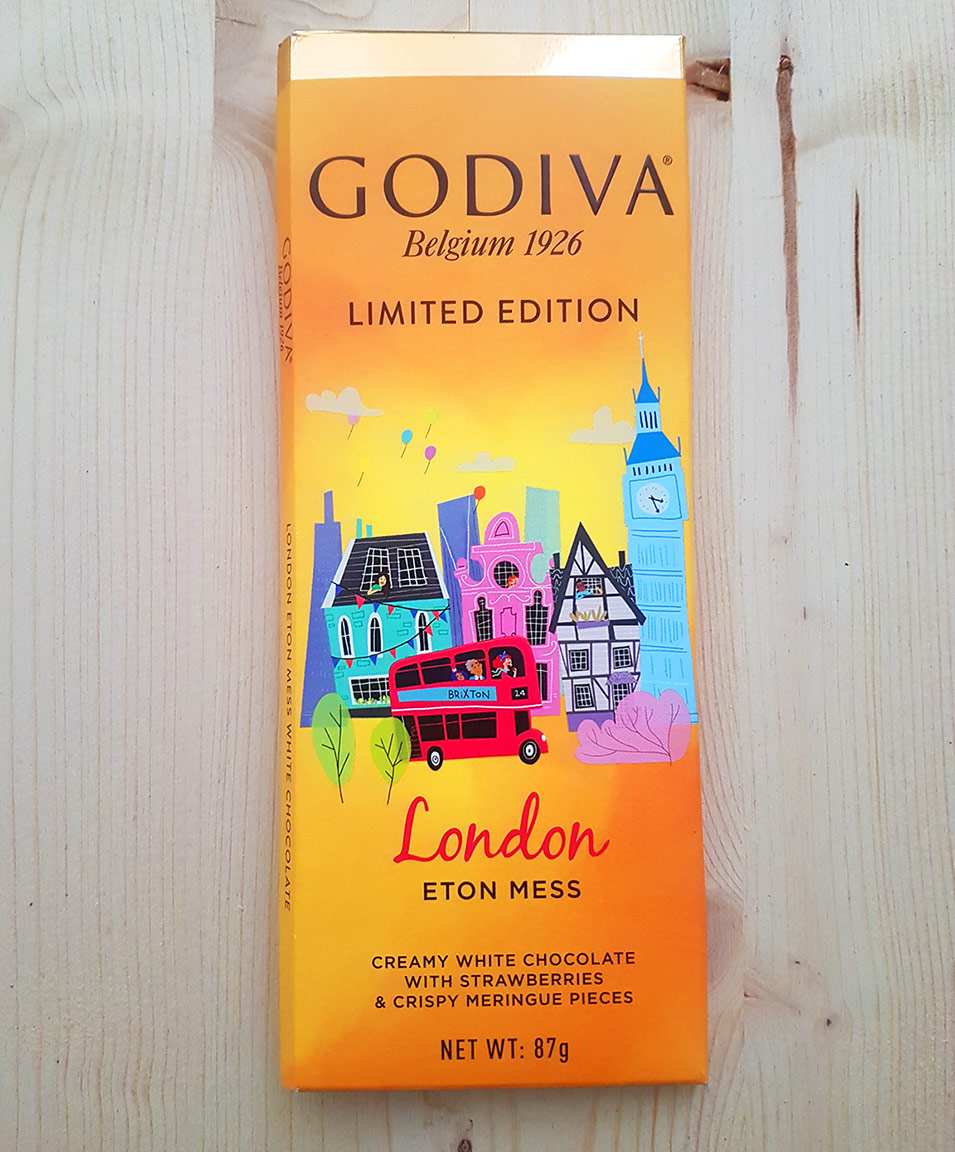 GODIVA®
Belgium 1926
LIMITED EDITION
BRIXTON
24
London
ETON MESS
CREAMY WHITE CHOCOLATE
WITH STRAWBERRIES
& CRISPY MERINGUE PIECES
NET WT: 87g
GODIVA®
Belgium 1926
LONDON ETON MESS WHITE CHOCOLATE